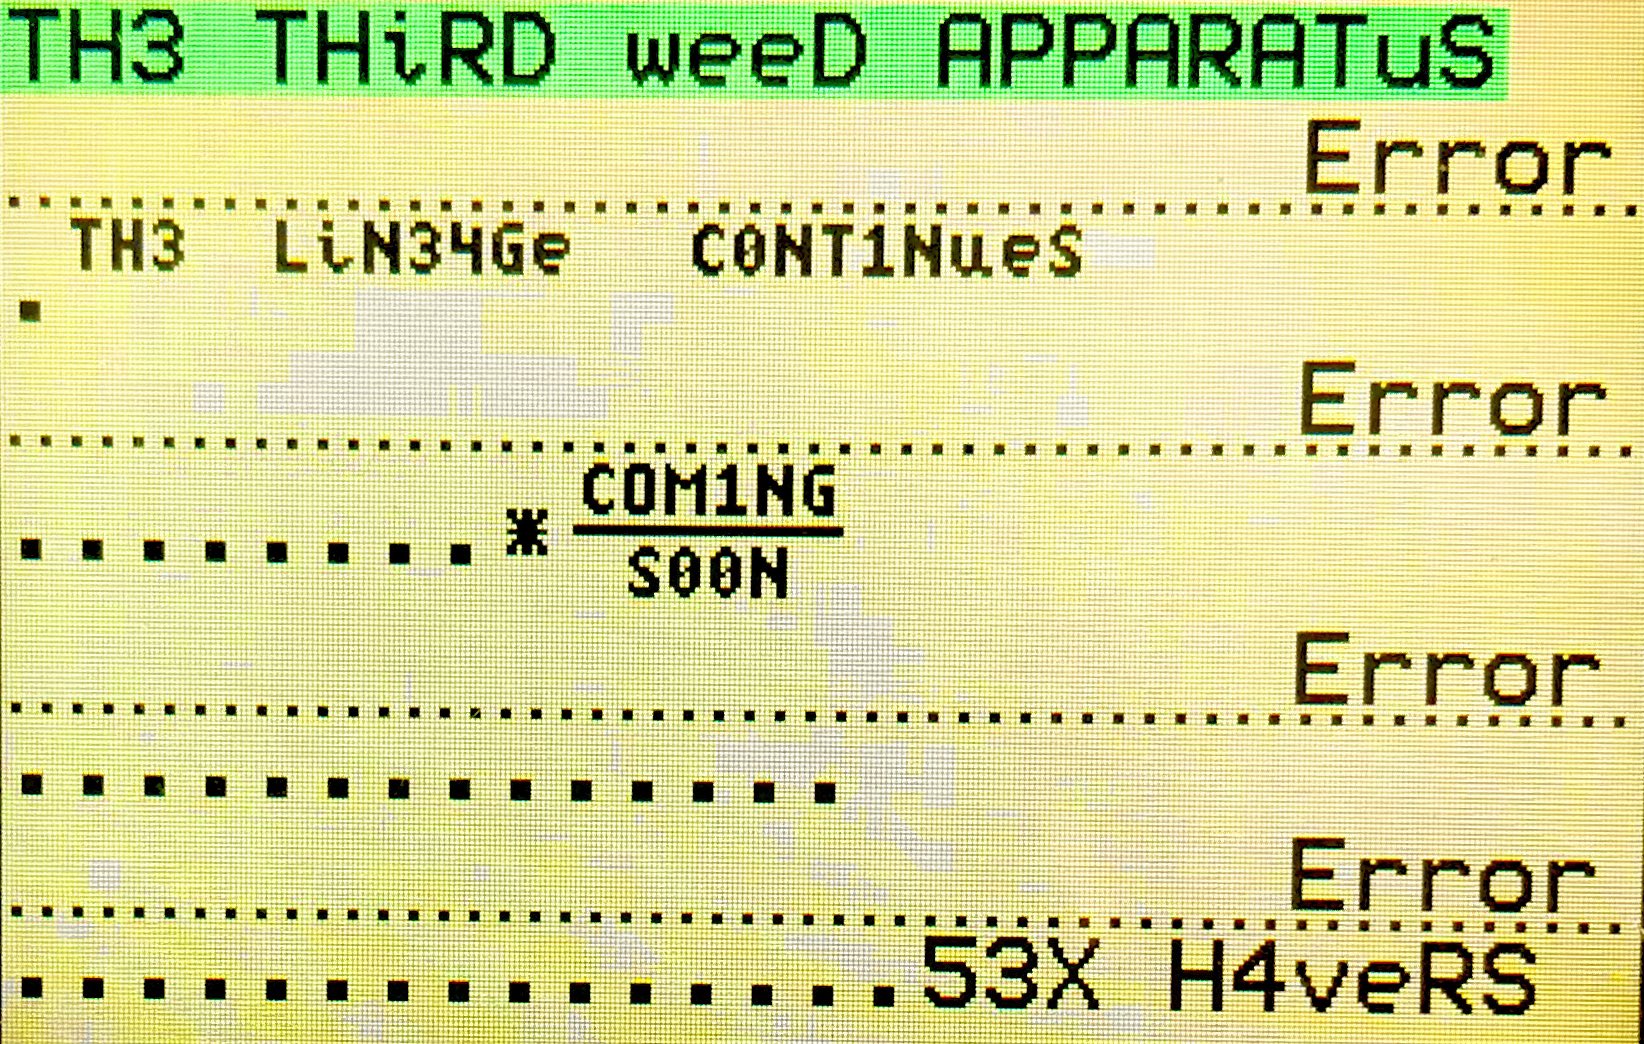 TH3 THiRD weeD APPARATuS
Error
TH3 LiN34Ge C0NT1NueS
.
Error
........*COM1NG
S00N
Error
..............
Error
...............53X H4veRS